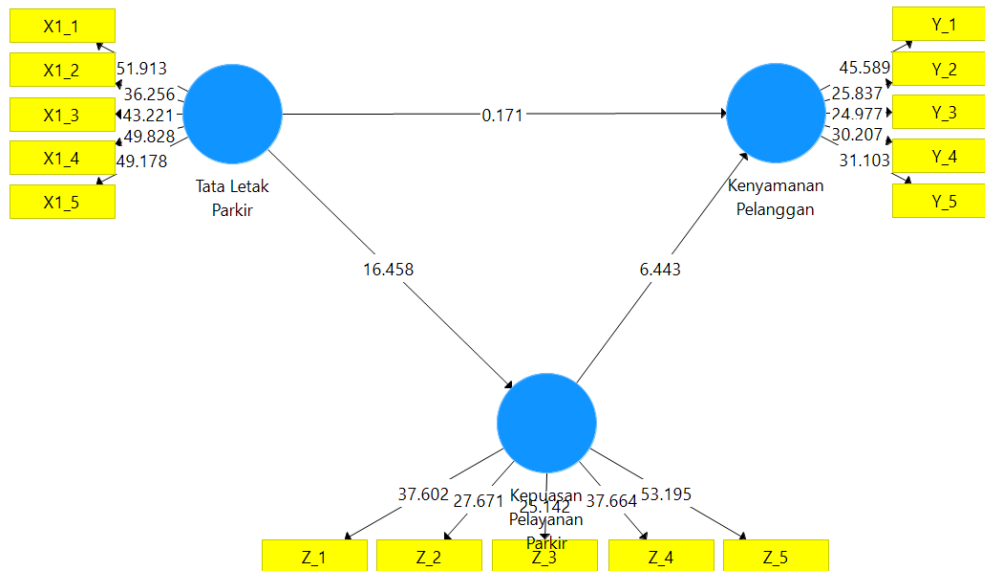 X1_1
X1_2
X1_3
X1_4
X1_5
51.913
36.256
43.221
49.828
49.178
Tata Letak
Parkir
0.171
Y_1
Y_2
Y_3
Y_4
Y_5
45.589
25.837
24.977
30.207
31.103
Kenyamanan
Pelanggan
16.458
6.443
37.602
27.671
25.142
37.664
53.195
Kepuasan
Pelayanan
Parkir
Z_1
Z_2
Z_3
Z_4
Z_5